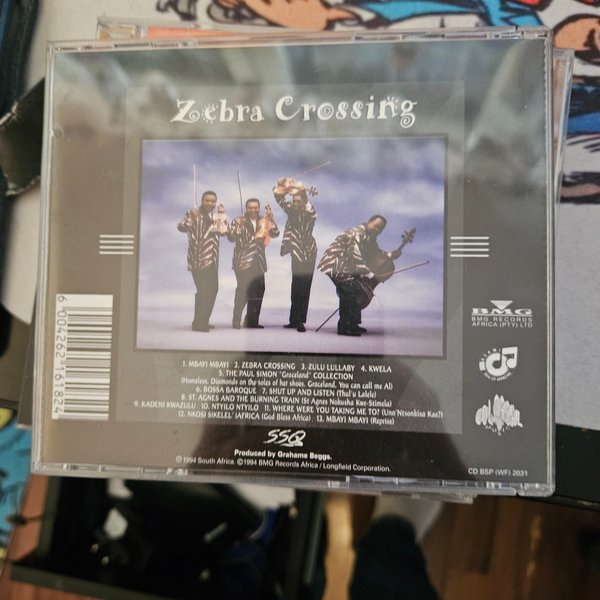 Zebra Crossing
BMG
BMG RECORDS
AFRICA (PTY) LTD
1. MBAYI MBAYI 2. ZEBRA CROSSING 3. ZULU LULLABY 4. KWELA
5. THE PAUL SIMON "Graceland" COLLECTION
(Homeless, Diamonds on the soles of her shoes, Graceland, You can call me Al)
6. BOSSA BAROQUE 7. SHUT UP AND LISTEN (Thul'u Lalele)
8. ST. AGNES AND THE BURNING TRAIN (St Agnes Nokusha Kwe-Stimela)
9. KADENI KWAZULU 10. NTYILO NTYILO 11. WHERE WERE YOU TAKING ME TO? (Uno'Ntsonkisa Kae?)
12. NKOSI SIKELEL' IAFRICA (God Bless Africa) 13. MBAYI MBAYI (Reprise)
SSQ
Produced by Grahame Beggs.
℗1994 South Africa. ©1994 BMG Records Africa / Longfield Corporation.
CD BSP (WF) 2031
6 004262 167854